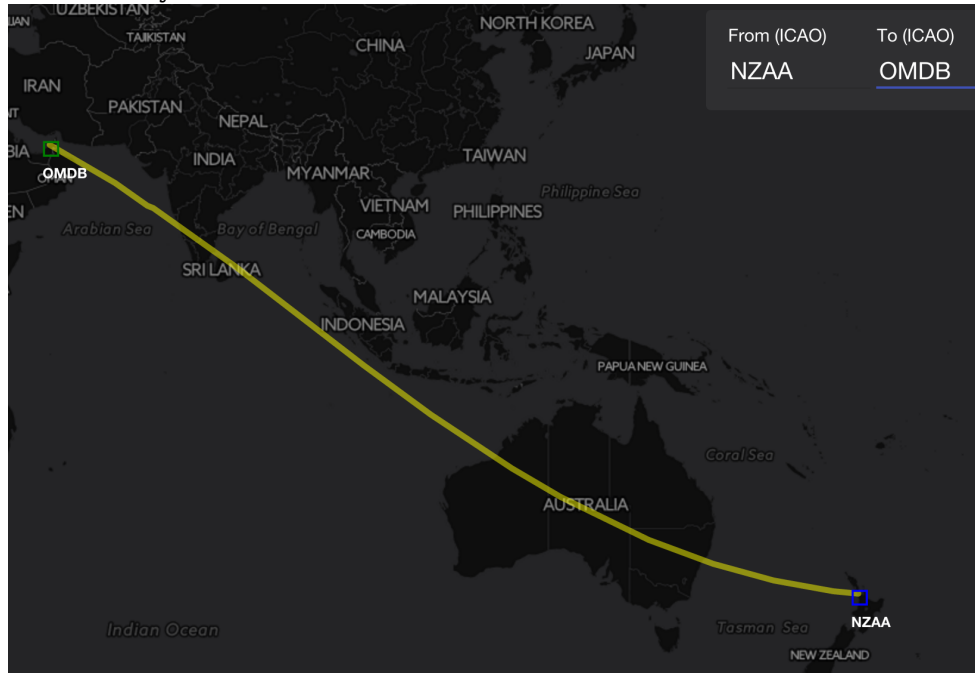 UZBEKISTAN
TAJIKISTAN
NORTH KOREA
CHINA
JAPAN
From (ICAO)
To (ICAO)
NZAA
OMDB
IRAN
PAKISTAN
NEPAL
INDIA
MYANMAR
TAIWAN
OMDB
Arabian Sea
Bay of Bengal
VIETNAM
PHILIPPINES
Philippine Sea
CAMBODIA
SRI LANKA
MALAYSIA
INDONESIA
PAPUA NEW GUINEA
Coral Sea
AUSTRALIA
Indian Ocean
Tasman Sea
NZAA
NEW ZEALAND